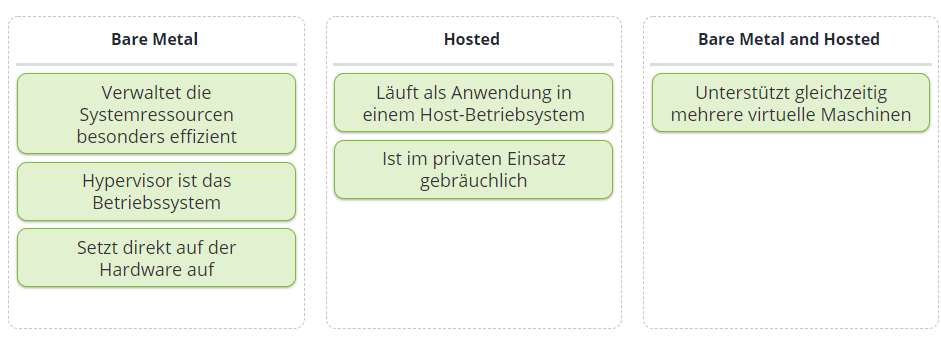 Bare Metal
Verwaltet die
Systemressourcen
besonders effizient
Hypervisor ist das
Betriebssystem
Setzt direkt auf der
Hardware auf
Hosted
Läuft als Anwendung in
einem Host-Betriebsystem
Ist im privaten Einsatz
gebräuchlich
Bare Metal and Hosted
Unterstützt gleichzeitig
mehrere virtuelle Maschinen